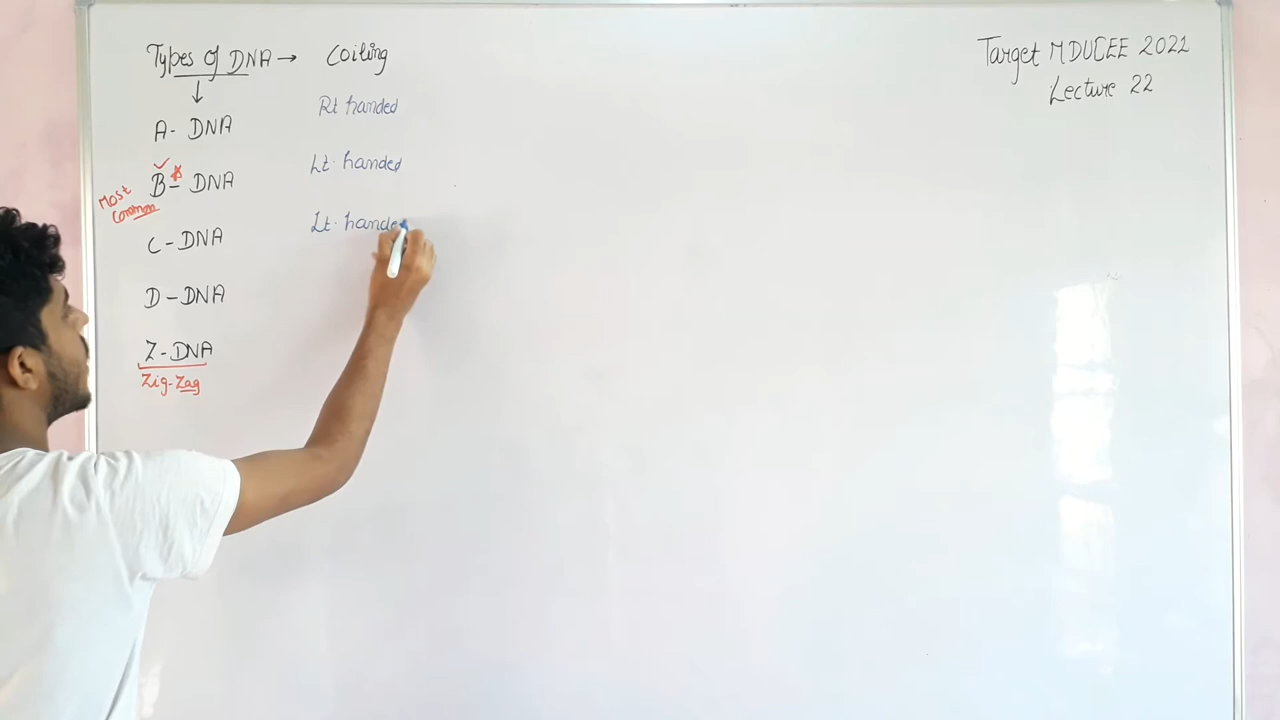 Types of DNA → Coiling
Target MDUCEE 2022
Lecture 22
A - DNA Rt handed
B - DNA Lt. handed
Most
Common
C - DNA Lt. handed
D - DNA
Z - DNA
Zig-Zag